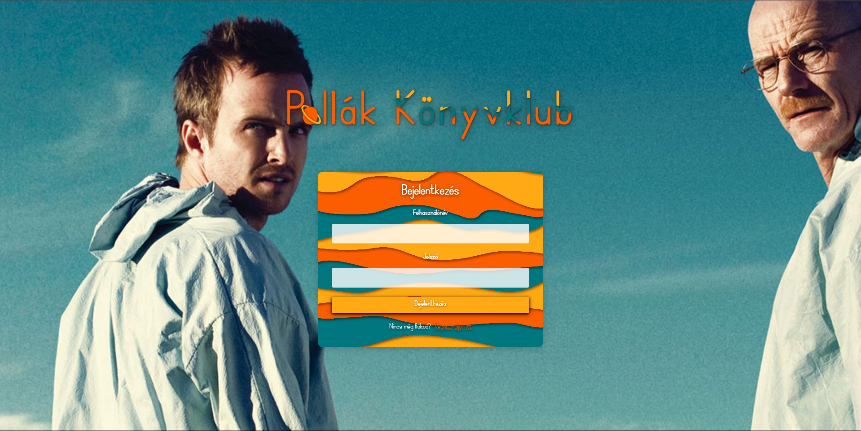 Pollák Könyvklub
Bejelentkezés
Felhasználónév
Jelszó
Bejelentkezés
Nincs még fiókod?